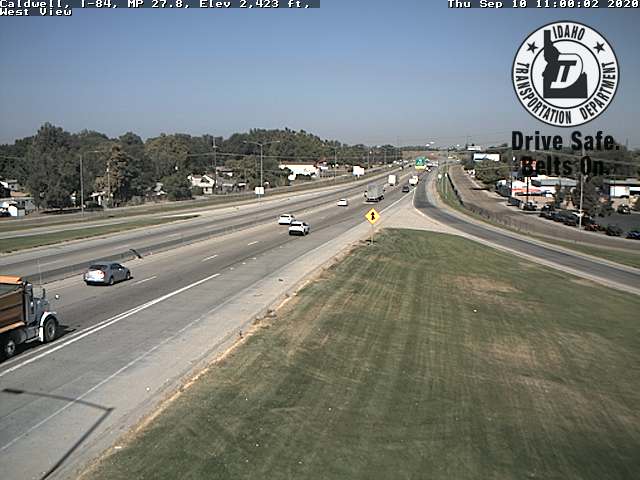 Caldwell, I-84, MP 27.8, Elev 2,423 ft,
West View
Thu Sep 10 11:00:02 2020
IDAHO
TRANSPORTATION DEPARTMENT
Drive Safe.
Belts On.